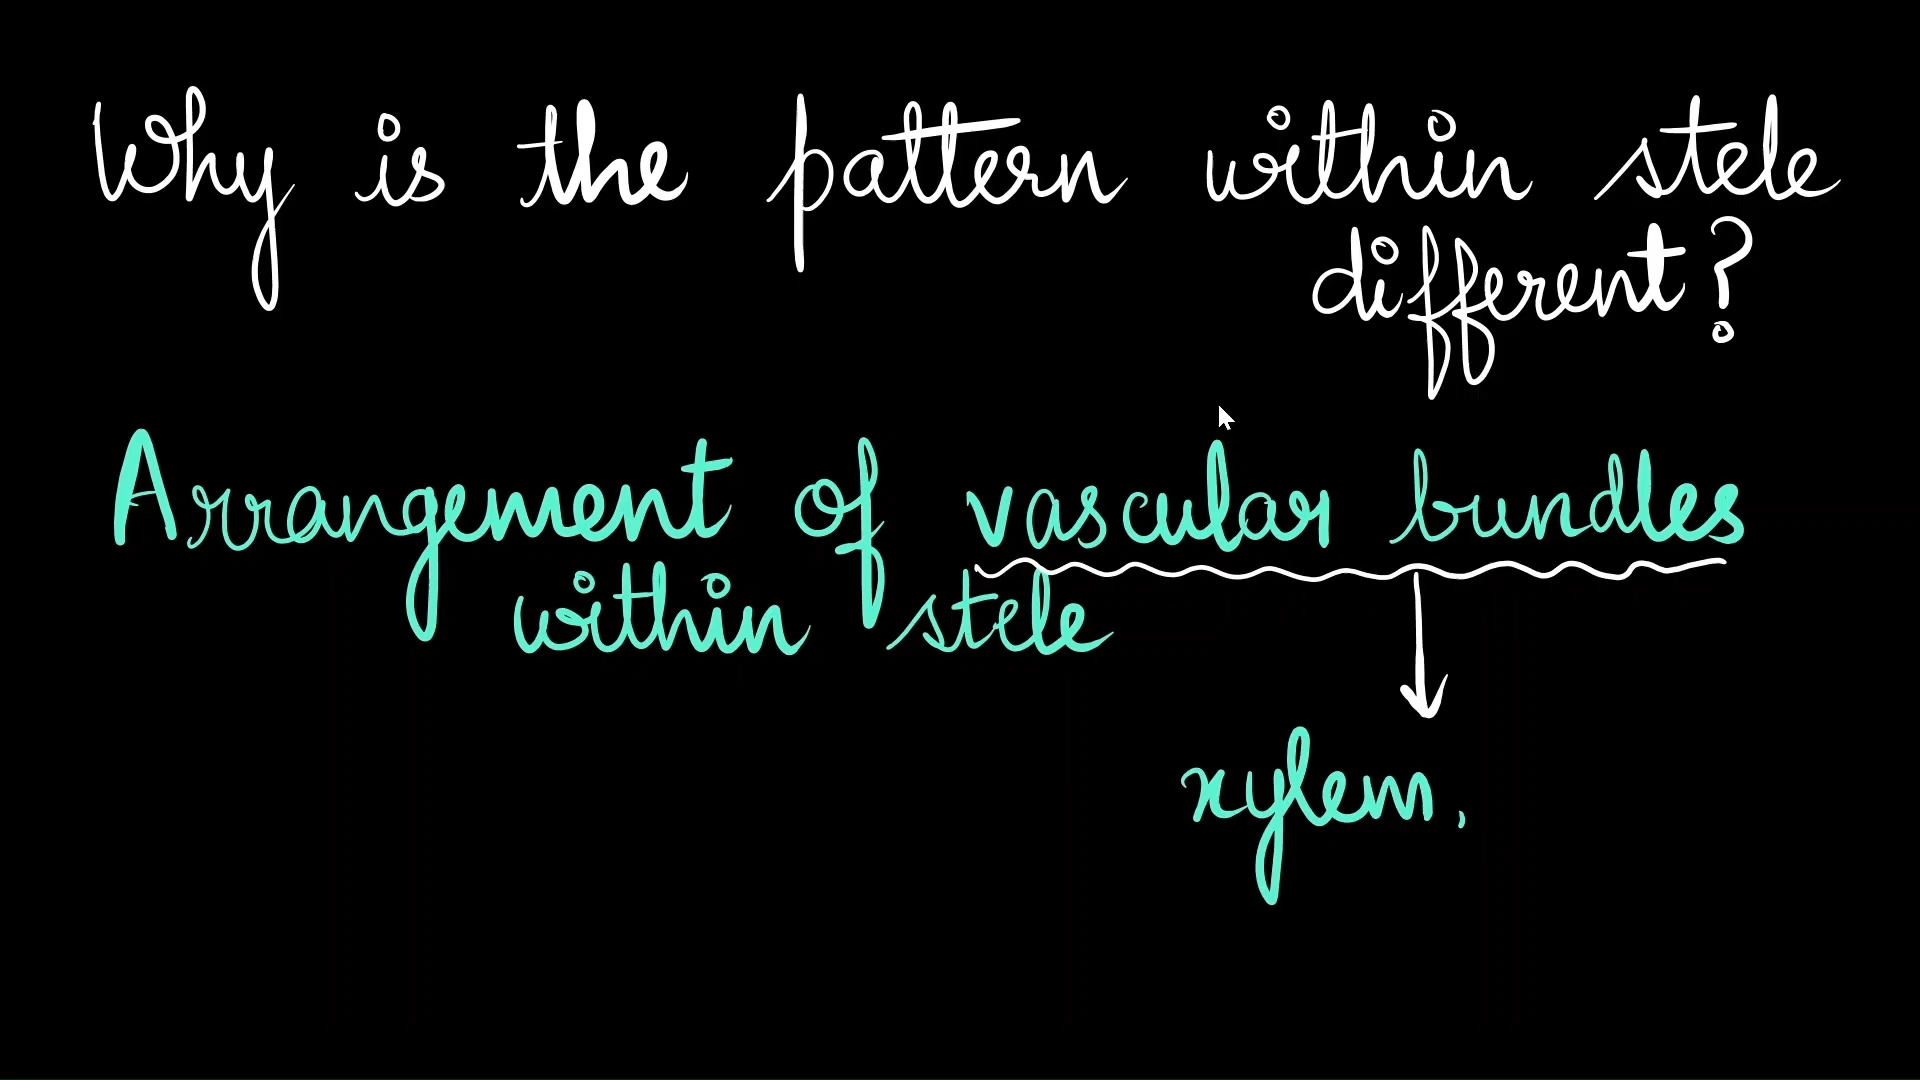 Why is the pattern within stele
different?
Arrangement of vascular bundles
within stele
xylem,